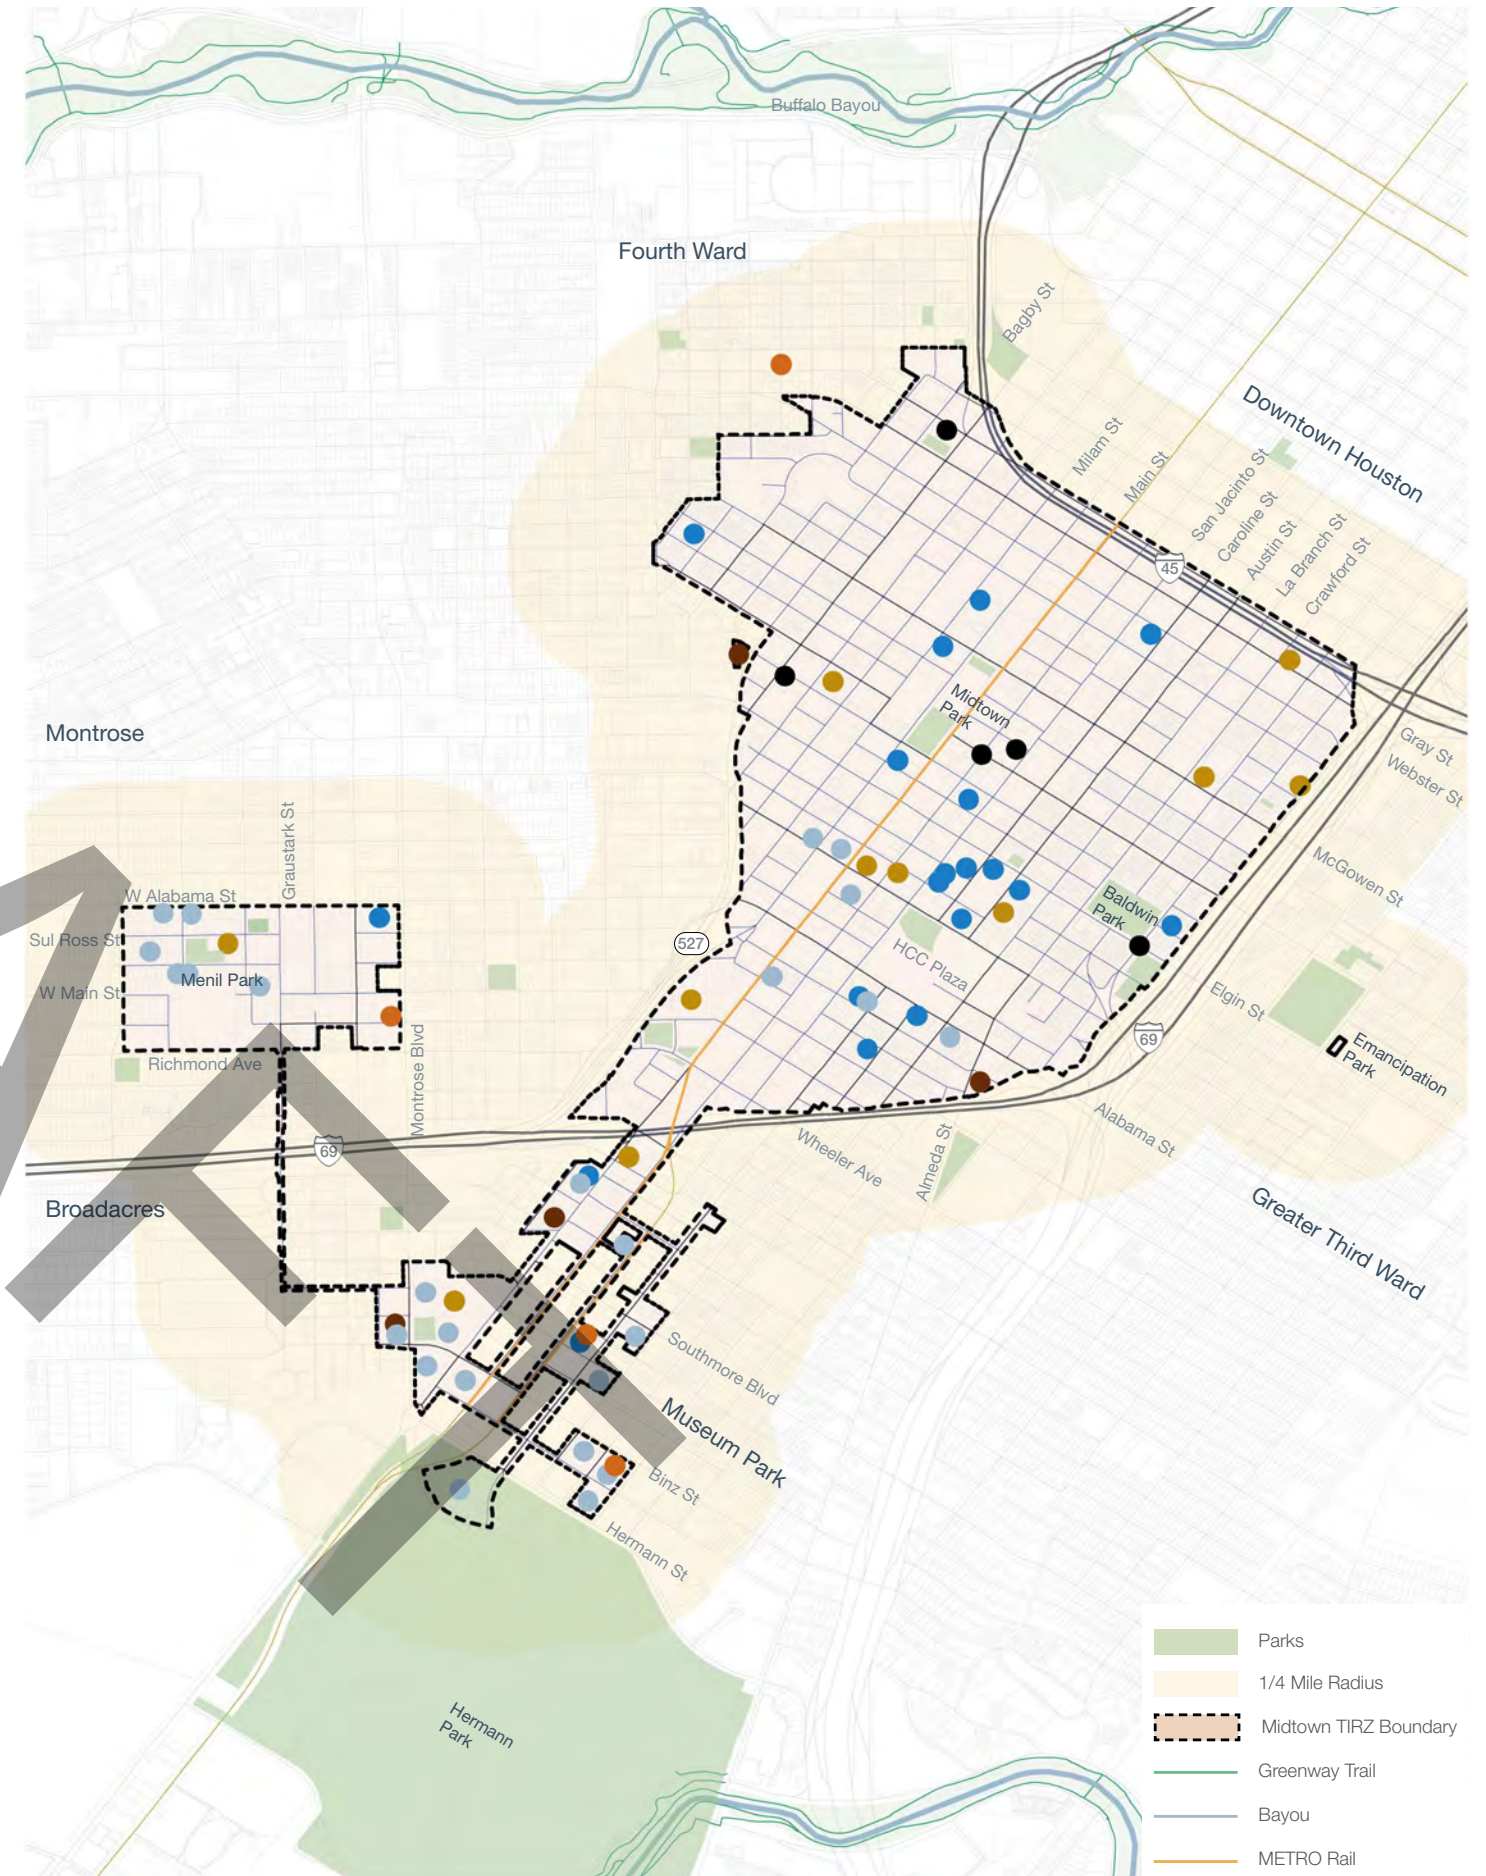 Buffalo Bayou
Fourth Ward
Bagby St
Downtown Houston
Milam St
Main St
San Jacinto St
Caroline St
Austin St
La Branch St
Crawford St
45
Midtown
Park
Montrose
Gray St
Webster St
Graustark St
W Alabama St
McGowen St
Baldwin
Park
Sul Ross St
527
HCC Plaza
Menil Park
W Main St
Elgin St
69
Emancipation
Park
Richmond Ave
Montrose Blvd
Alabama St
Wheeler Ave
Almeda St
69
Broadacres
Greater Third Ward
Southmore Blvd
Museum Park
Binz St
Hermann St
Hermann
Park
Parks
1/4 Mile Radius
Midtown TIRZ Boundary
Greenway Trail
Bayou
METRO Rail